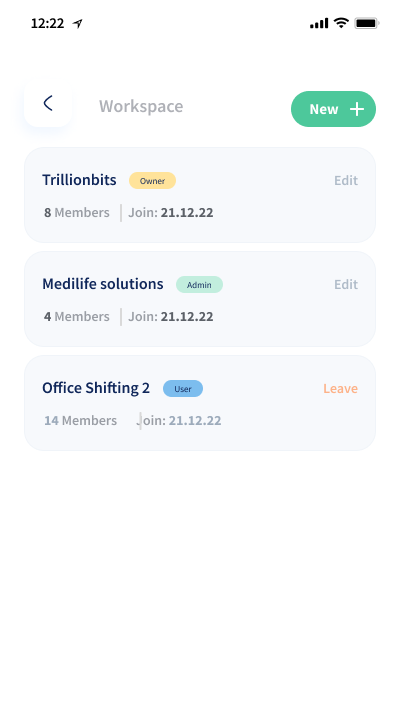 12:22
Workspace
New
Trillionbits Owner Edit
8 Members Join: 21.12.22
Medilife solutions Admin Edit
4 Members Join: 21.12.22
Office Shifting 2 User Leave
14 Members Join: 21.12.22